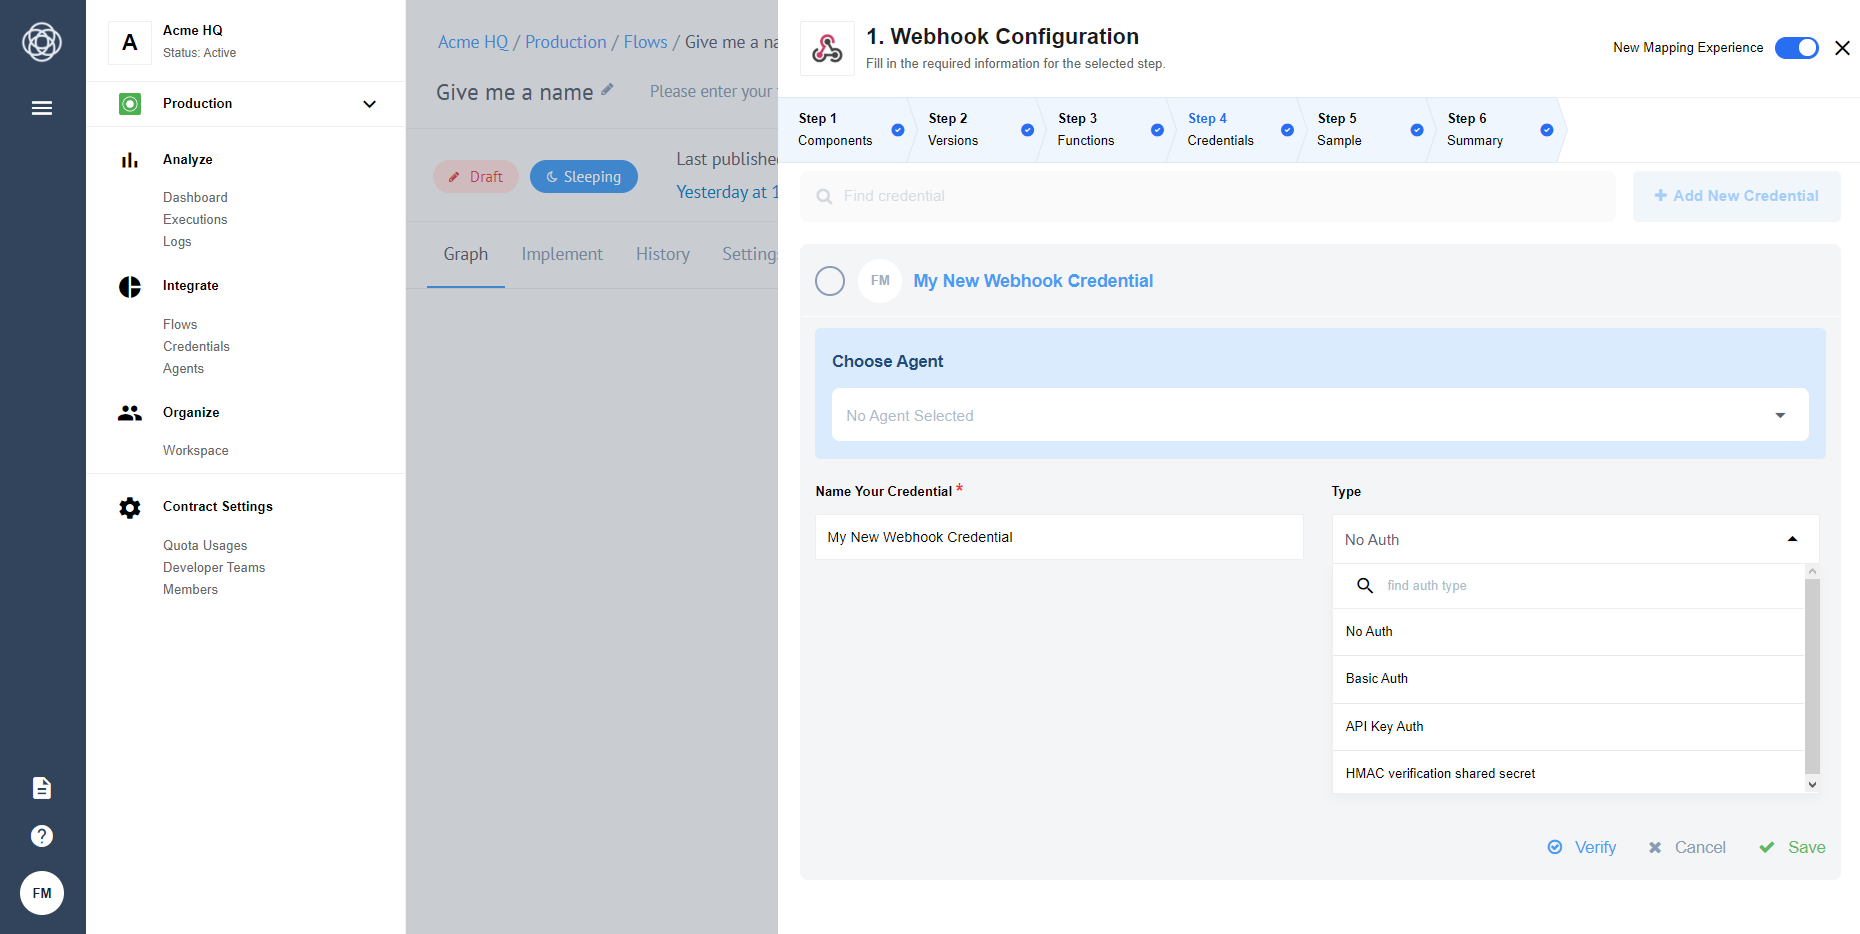 A
Acme HQ
Status: Active
Production
Analyze
Dashboard
Executions
Logs
Integrate
Flows
Credentials
Agents
Organize
Workspace
Contract Settings
Quota Usages
Developer Teams
Members
FM
Acme HQ / Production / Flows / Give me a na
Give me a name
Please enter your
Draft
Sleeping
Last published
Yesterday at 1
Graph
Implement
History
Settings
1. Webhook Configuration
Fill in the required information for the selected step.
New Mapping Experience
Step 1
Components
Step 2
Versions
Step 3
Functions
Step 4
Credentials
Step 5
Sample
Step 6
Summary
Find credential
+ Add New Credential
FM
My New Webhook Credential
Choose Agent
No Agent Selected
Name Your Credential *
My New Webhook Credential
Type
No Auth
find auth type
No Auth
Basic Auth
API Key Auth
HMAC verification shared secret
Verify
Cancel
Save